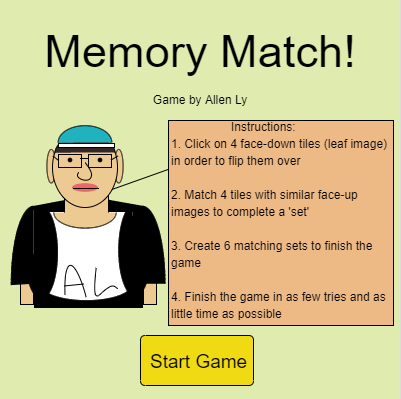 Memory Match!
Game by Allen Ly
Instructions:
1. Click on 4 face-down tiles (leaf image)
in order to flip them over
2. Match 4 tiles with similar face-up
images to complete a 'set'
3. Create 6 matching sets to finish the
game
4. Finish the game in as few tries and as
little time as possible
AL
Start Game